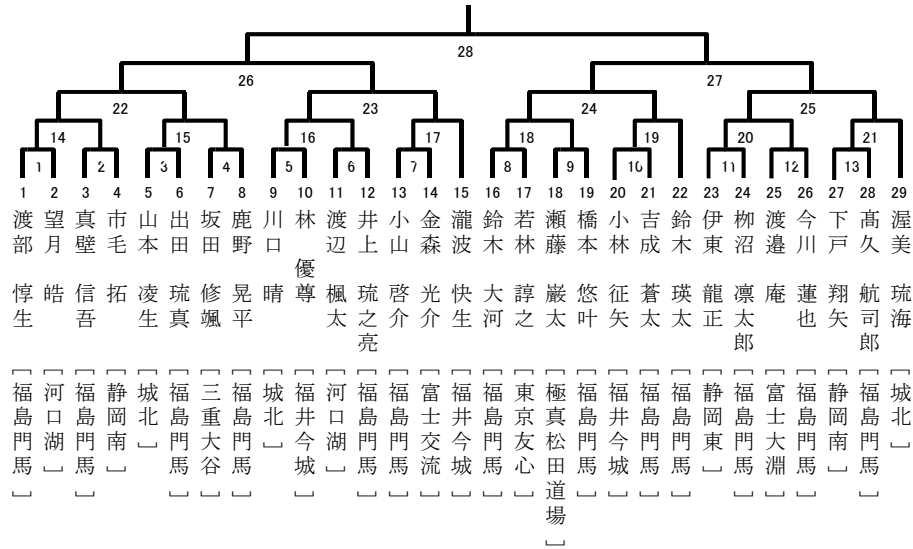 28
26
27
22
23
24
25
14
15
16
17
18
19
20
21
1
2
3
4
5
6
7
8
9
10
11
12
13
1 渡部 惇生 [福島門馬]
2 望月 皓 [河口湖]
3 真壁 信吾 [福島門馬]
4 市毛 拓 [静岡南]
5 山本 凌生 [城北]
6 出田 琉真 [福島門馬]
7 坂田 修颯 [三重大谷]
8 鹿野 晃平 [福島門馬]
9 川口 晴 [城北]
10 林 優尊 [福井今城]
11 渡辺 楓太 [河口湖]
12 井上 琉之亮 [福島門馬]
13 小山 啓介 [福島門馬]
14 金森 光介 [富士交流]
15 瀧波 快生 [福井今城]
16 鈴木 大河 [福島門馬]
17 若林 諄之 [東京友心]
18 瀬藤 巌太 [極真松田道場]
19 橋本 悠叶 [福島門馬]
20 小林 征矢 [福井今城]
21 吉成 蒼太 [福島門馬]
22 鈴木 瑛太 [福島門馬]
23 伊東 龍正 [静岡東]
24 栁沼 凛太郎 [福島門馬]
25 渡邉 庵 [富士大淵]
26 今川 蓮也 [福島門馬]
27 下戸 翔矢 [静岡南]
28 髙久 航司郎 [福島門馬]
29 渥美 琉海 [城北]